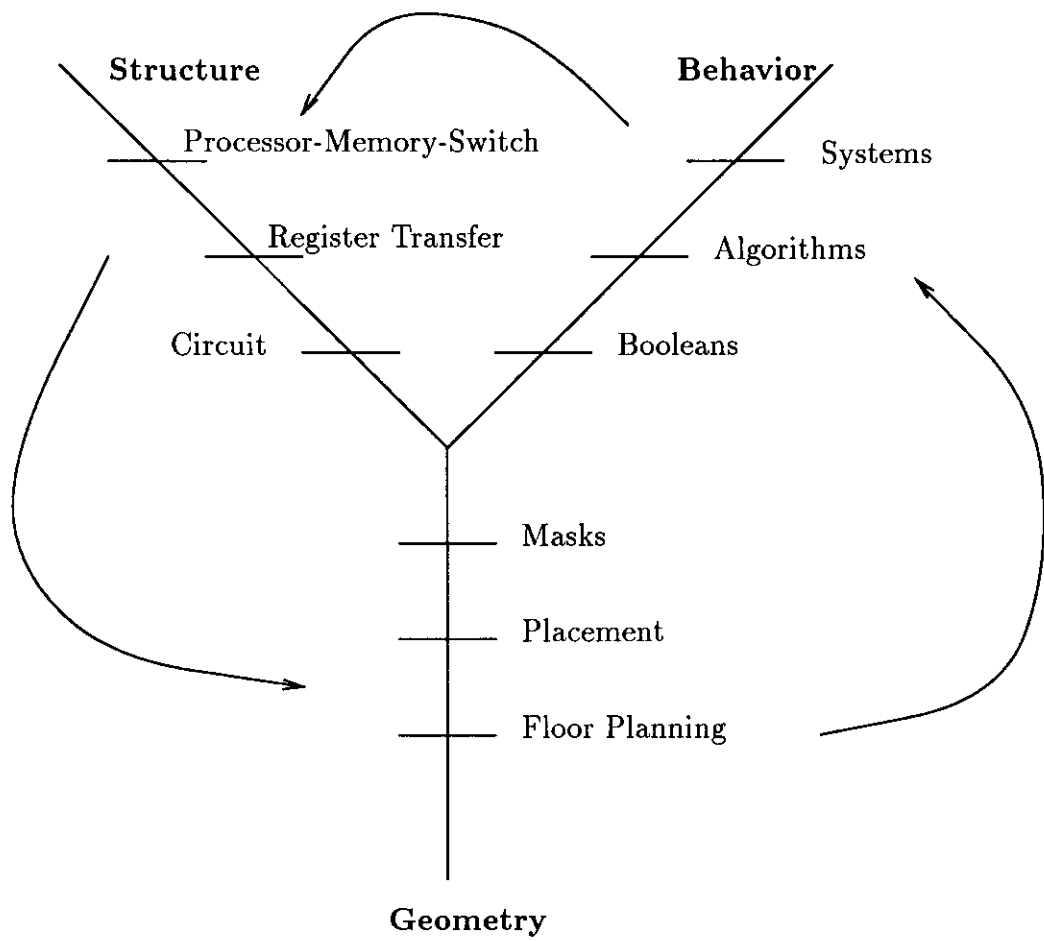 Structure
Behavior
Processor-Memory-Switch
Systems
Register Transfer
Algorithms
Circuit
Booleans
Masks
Placement
Floor Planning
Geometry